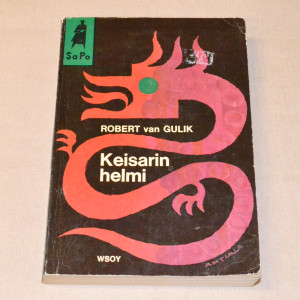 SaPo
ROBERT van GULIK
Keisarin
helmi
WSOY